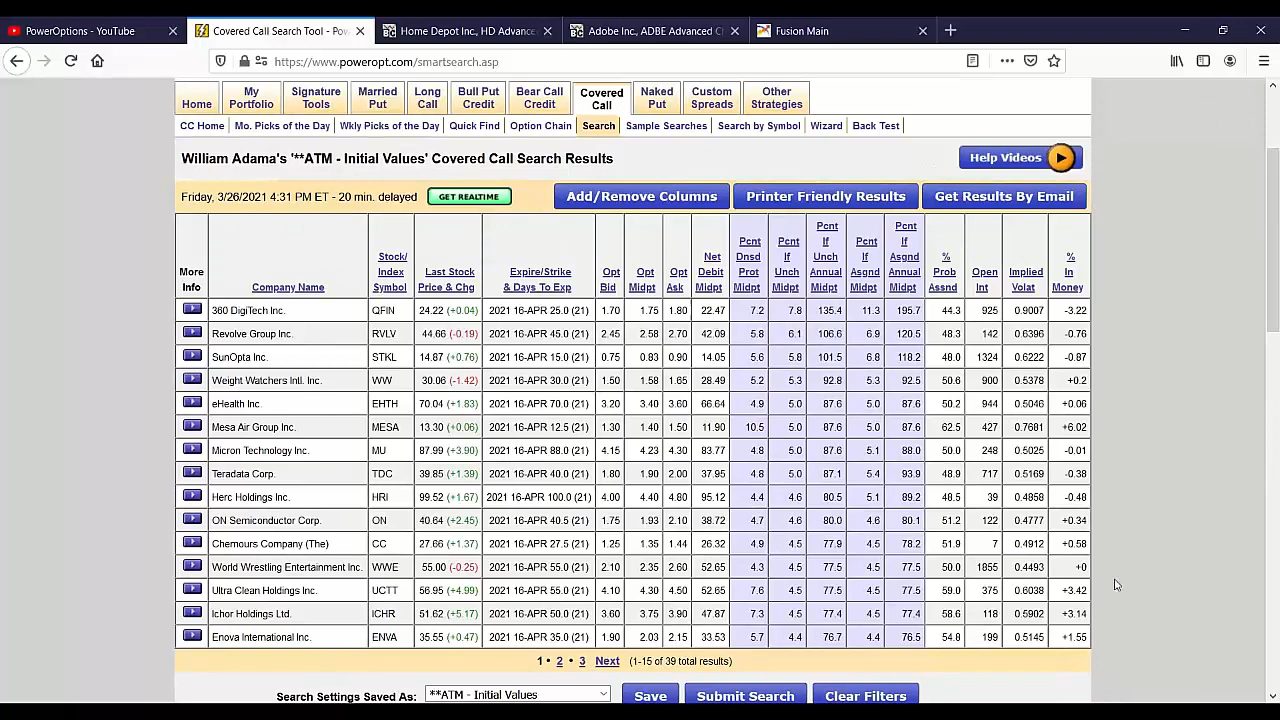 PowerOptions - YouTube
Covered Call Search Tool - Pow
Home Depot Inc., HD Advance
Adobe Inc, ADBE Advanced C
Fusion Main
https://www.poweropt.com/smartsearch.asp
Home My Portfolio Signature Tools Married Put Long Call Bull Put Credit Bear Call Credit Covered Call Naked Put Custom Spreads Other Strategies
CC Home Mo. Picks of the Day Wkly Picks of the Day Quick Find Option Chain Search Sample Searches Search by Symbol Wizard Back Test
William Adama's '**ATM - Initial Values' Covered Call Search Results Help Videos
Friday, 3/26/2021 4:31 PM ET - 20 min. delayed GET REALTIME Add/Remove Columns Printer Friendly Results Get Results By Email
More Info Company Name Stock/ Index Symbol Last Stock Price & Chg Expire/Strike & Days To Exp Opt Bid Opt Midpt Opt Ask Net Debit Midpt Pcnt Dnsd Prot Midpt Pcnt If Unch Midpt Pcnt If Unch Annual Midpt Pcnt If Asgnd Midpt Pcnt If Asgnd Annual Midpt % Prob Assnd Open Int Implied Volat % In Money
360 DigiTech Inc. QFIN 24.22 (+0.04) 2021 16-APR 25.0 (21) 1.70 1.75 1.80 22.47 7.2 7.8 135.4 11.3 195.7 44.3 925 0.9007 -3.22
Revolve Group Inc. RVLV 44.66 (-0.19) 2021 16-APR 45.0 (21) 2.45 2.58 2.70 42.09 5.8 6.1 106.6 6.9 120.5 48.3 142 0.6396 -0.76
SunOpta Inc. STKL 14.87 (+0.76) 2021 16-APR 15.0 (21) 0.75 0.83 0.90 14.05 5.6 5.8 101.5 6.8 118.2 48.0 1324 0.6222 -0.87
Weight Watchers Intl. Inc. WW 30.06 (-1.42) 2021 16-APR 30.0 (21) 1.50 1.58 1.65 28.49 5.2 5.3 92.8 5.3 92.5 50.6 900 0.5378 +0.2
eHealth Inc. EHTH 70.04 (+1.83) 2021 16-APR 70.0 (21) 3.20 3.40 3.60 66.64 4.9 5.0 87.6 5.0 87.6 50.2 944 0.5046 +0.06
Mesa Air Group Inc. MESA 13.30 (+0.06) 2021 16-APR 12.5 (21) 1.30 1.40 1.50 11.90 10.5 5.0 87.6 5.0 87.6 62.5 427 0.7681 +6.02
Micron Technology Inc. MU 87.99 (+3.90) 2021 16-APR 88.0 (21) 4.15 4.23 4.30 83.77 4.8 5.0 87.6 5.1 88.0 50.0 248 0.5025 -0.01
Teradata Corp. TDC 39.85 (+1.39) 2021 16-APR 40.0 (21) 1.80 1.90 2.00 37.95 4.8 5.0 87.1 5.4 93.9 48.9 717 0.5169 -0.38
Herc Holdings Inc. HRI 99.52 (+1.67) 2021 16-APR 100.0 (21) 4.00 4.40 4.80 95.12 4.4 4.6 80.5 5.1 89.2 48.5 39 0.4858 -0.48
ON Semiconductor Corp. ON 40.64 (+2.45) 2021 16-APR 40.5 (21) 1.75 1.93 2.10 38.72 4.7 4.6 80.0 4.6 80.1 51.2 122 0.4777 +0.34
Chemours Company (The) CC 27.66 (+1.37) 2021 16-APR 27.5 (21) 1.25 1.35 1.44 26.32 4.9 4.5 77.9 4.5 78.2 51.9 7 0.4912 +0.58
World Wrestling Entertainment Inc. WWE 55.00 (-0.25) 2021 16-APR 55.0 (21) 2.10 2.35 2.60 52.65 4.3 4.5 77.5 4.5 77.5 50.0 1855 0.4493 +0
Ultra Clean Holdings Inc. UCTT 56.95 (+4.99) 2021 16-APR 55.0 (21) 4.10 4.30 4.50 52.65 7.6 4.5 77.5 4.5 77.5 59.0 375 0.6038 +3.42
Ichor Holdings Ltd. ICHR 51.62 (+5.17) 2021 16-APR 50.0 (21) 3.60 3.75 3.90 47.87 7.3 4.5 77.4 4.5 77.4 58.6 118 0.5902 +3.14
Enova International Inc. ENVA 35.55 (+0.47) 2021 16-APR 35.0 (21) 1.90 2.03 2.15 33.53 5.7 4.4 76.7 4.4 76.5 54.8 199 0.5145 +1.55
1 • 2 • 3 Next (1-15 of 39 total results)
Search Settings Saved As: **ATM - Initial Values Save Submit Search Clear Filters